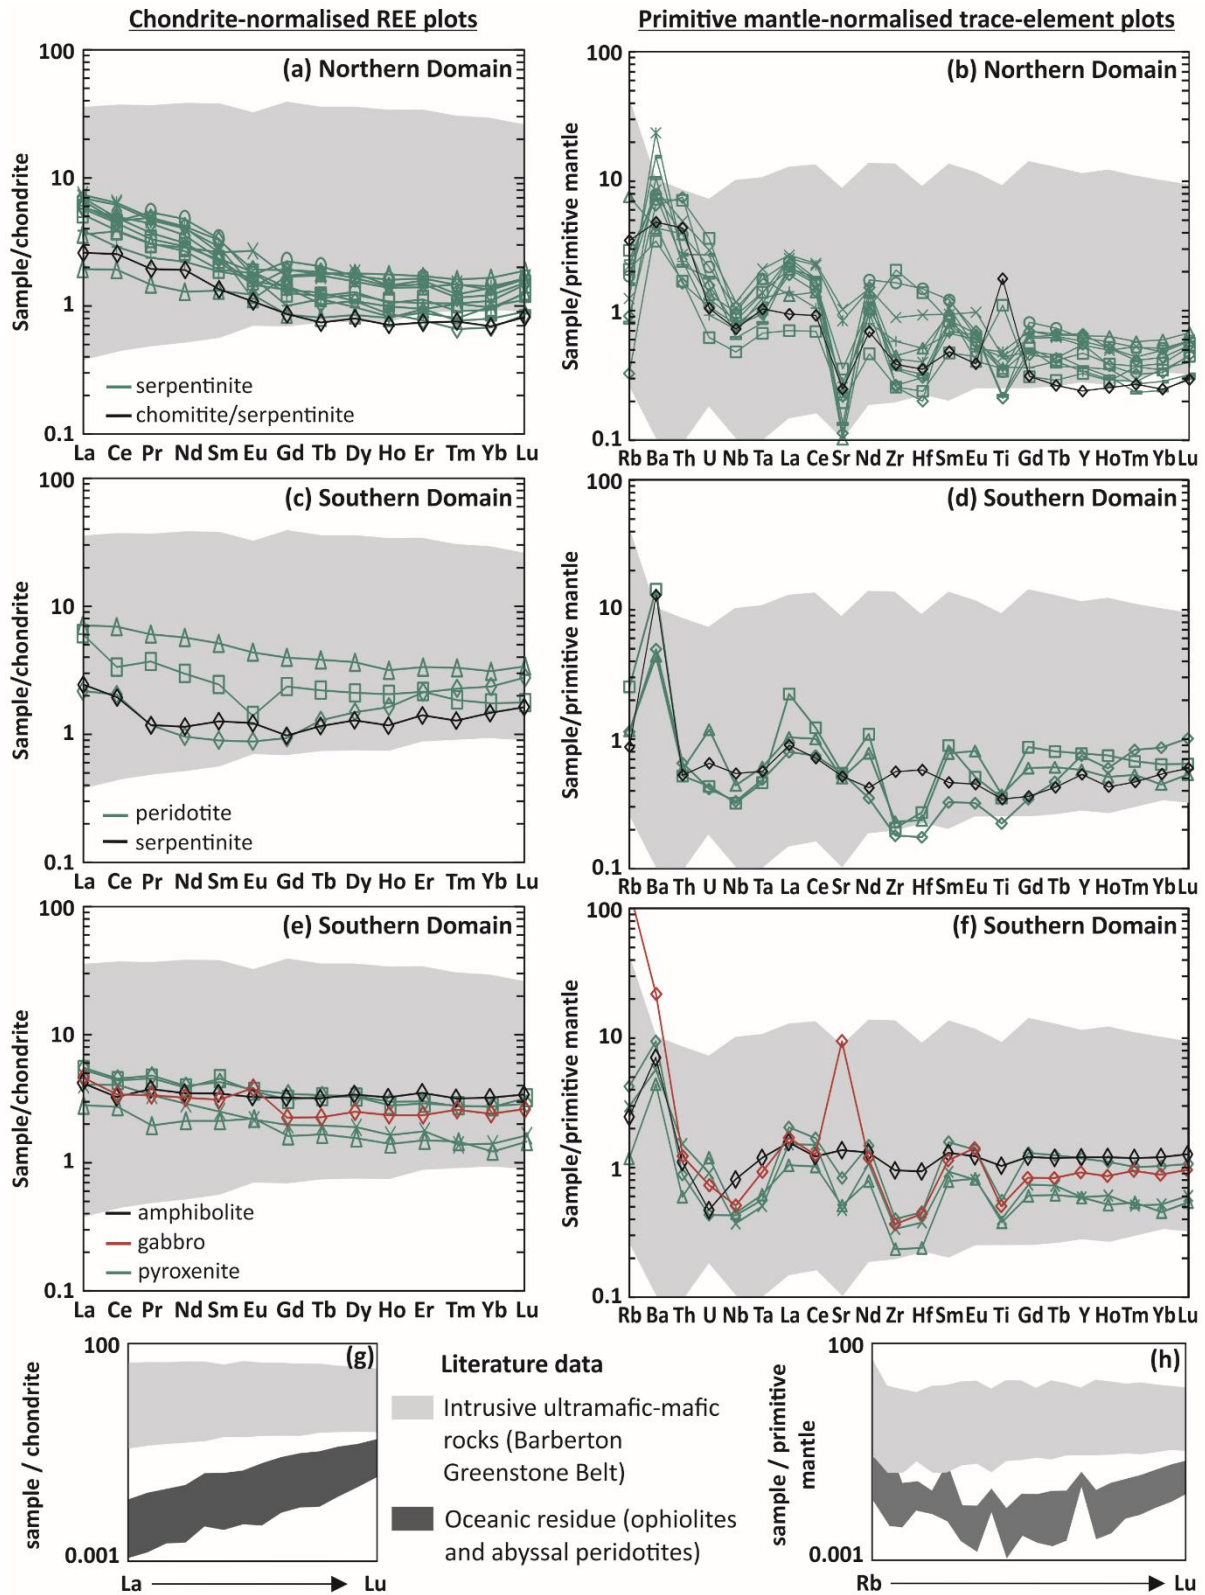 Chondrite-normalised REE plots
Primitive mantle-normalised trace-element plots
100
10
1
0.1
Sample/chondrite
(a) Northern Domain
serpentinite
chomitite/serpentinite
La Ce Pr Nd Sm Eu Gd Tb Dy Ho Er Tm Yb Lu
100
10
1
0.1
Sample/primitive mantle
(b) Northern Domain
Rb Ba Th U Nb Ta La Ce Sr Nd Zr Hf Sm Eu Ti Gd Tb Y Ho Tm Yb Lu
100
10
1
0.1
Sample/chondrite
(c) Southern Domain
peridotite
serpentinite
La Ce Pr Nd Sm Eu Gd Tb Dy Ho Er Tm Yb Lu
100
10
1
0.1
Sample/primitive mantle
(d) Southern Domain
Rb Ba Th U Nb Ta La Ce Sr Nd Zr Hf Sm Eu Ti Gd Tb Y Ho Tm Yb Lu
100
10
1
0.1
Sample/chondrite
(e) Southern Domain
amphibolite
gabbro
pyroxenite
La Ce Pr Nd Sm Eu Gd Tb Dy Ho Er Tm Yb Lu
100
10
1
0.1
Sample/primitive mantle
(f) Southern Domain
Rb Ba Th U Nb Ta La Ce Sr Nd Zr Hf Sm Eu Ti Gd Tb Y Ho Tm Yb Lu
100
0.001
sample / chondrite
(g)
La
Lu
Literature data
Intrusive ultramafic-mafic
rocks (Barberton
Greenstone Belt)
Oceanic residue (ophiolites
and abyssal peridotites)
100
0.001
sample / primitive
mantle
(h)
Rb
Lu